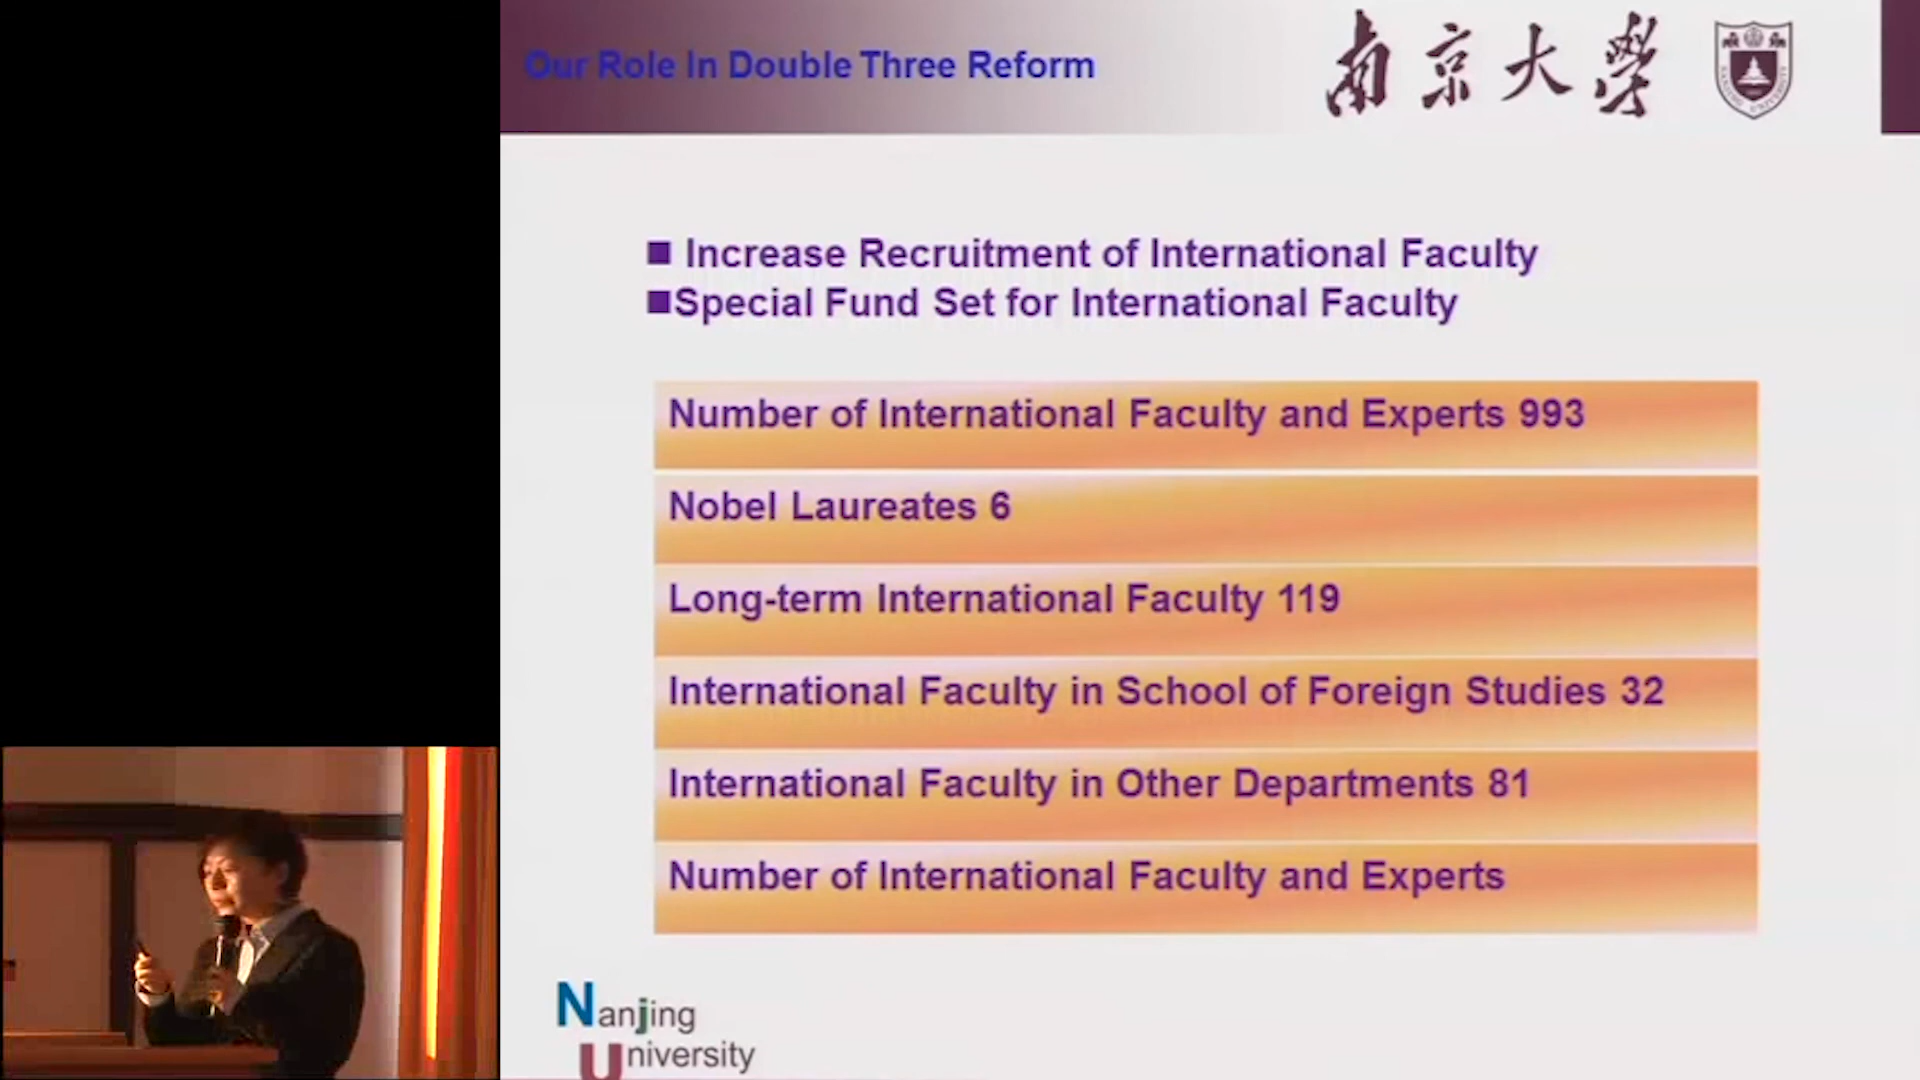 Our Role In Double Three Reform
南京大學
NANJING UNIVERSITY
■ Increase Recruitment of International Faculty
■Special Fund Set for International Faculty
Number of International Faculty and Experts 993
Nobel Laureates 6
Long-term International Faculty 119
International Faculty in School of Foreign Studies 32
International Faculty in Other Departments 81
Number of International Faculty and Experts
Nanjing
University